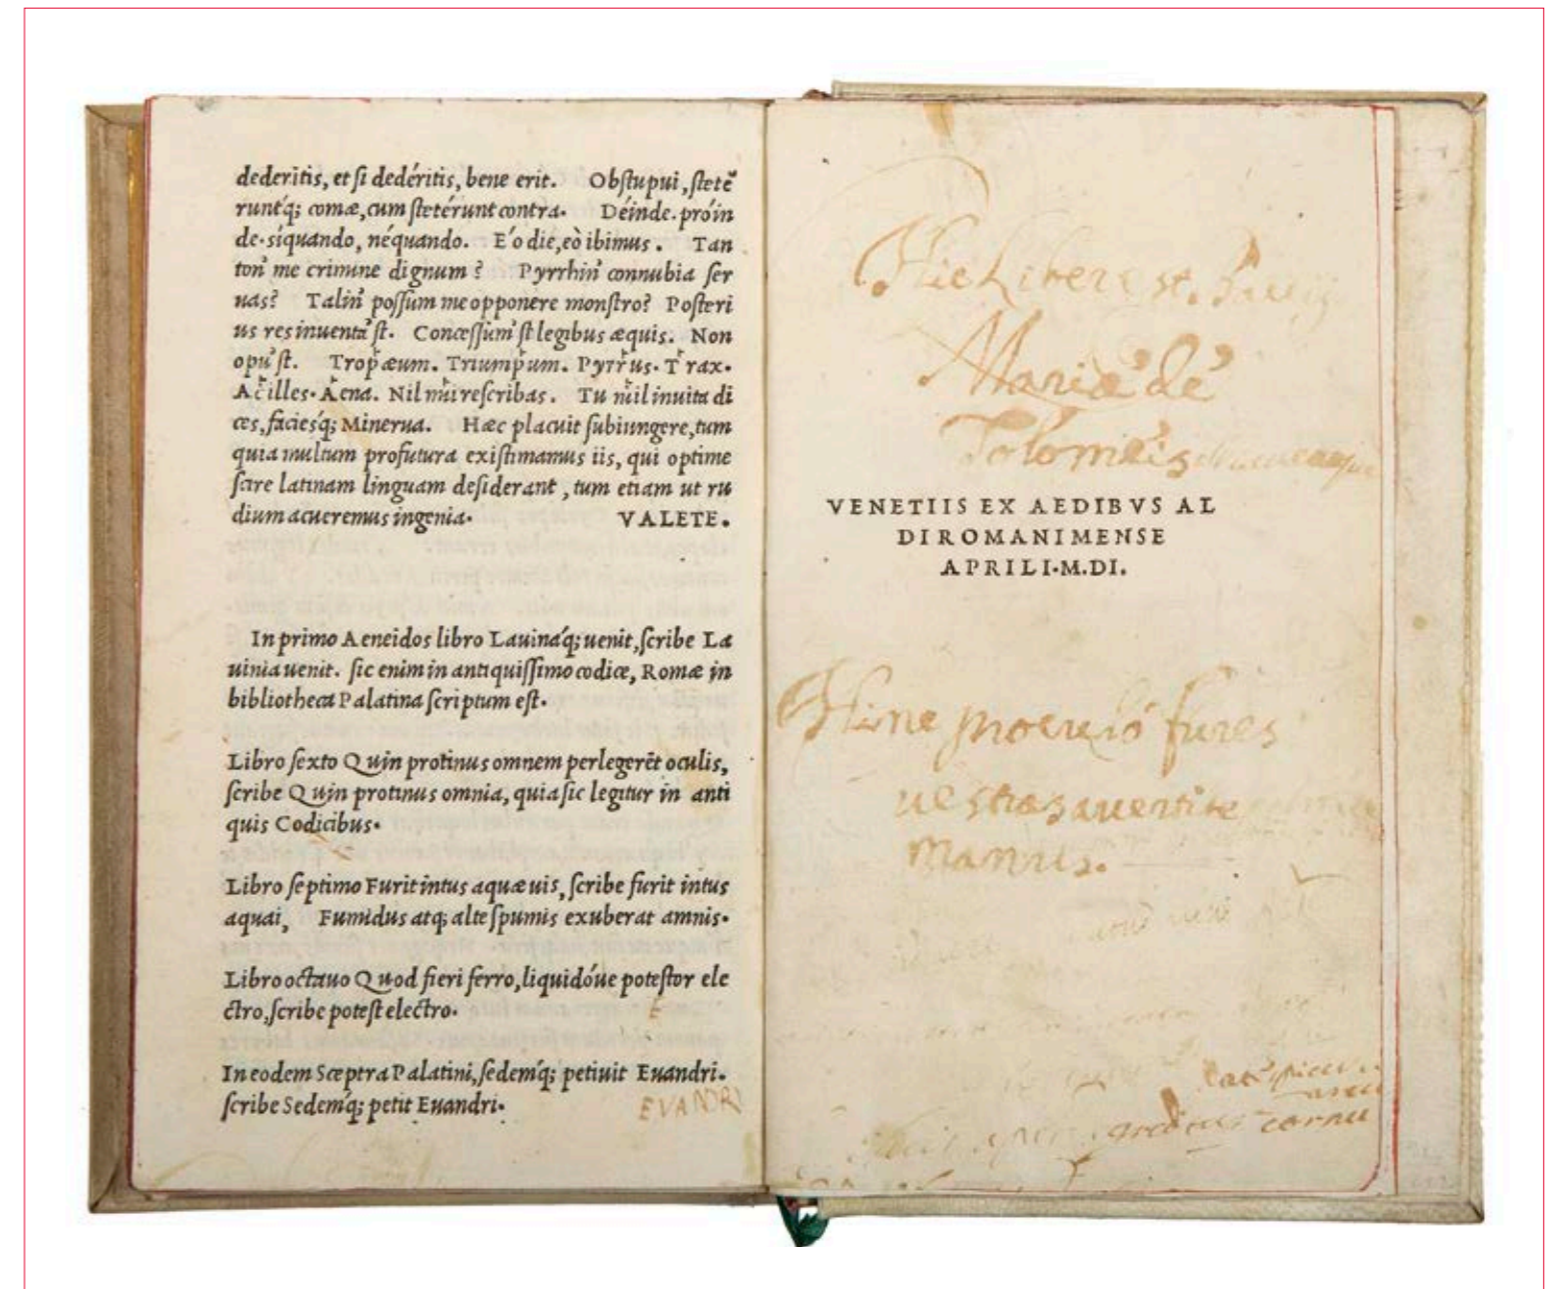 dederitis, et ſi dedéritis, bene erit. Obſtupui, ſtetĕ
runtq́; comæ, cum ſtetérunt contra. Déinde. próin
de. síquando, néquando. E'o die, eò ibimus. Tan
ton' me crimine dignum? Pyrrhin' connubia ſer
uas? Talin' poſſum me opponere monſtro? Poſteri
us res inuenta'ſt. Conceſſum'ſt legibus æquis. Non
opu'ſt. Tropæum. Triumpum. Pyrrus. Trax.
Acilles. Aena. Nil mi reſcribas. Tu nil inuita di
ces, faciesq́; Minerua. Hæc placuit ſubiungere, tum
quia multum profutura exiſtimamus iis, qui optime
ſcire latinam linguam deſiderant, tum etiam ut ru
dium acueremus ingenia. VALETE.
In primo Aeneidos libro Lauinaq́; uenit, ſcribe La
uinia uenit. ſic enim in antiquiſſimo codice, Romæ in
bibliotheca Palatina ſcriptum eſt.
Libro ſexto Quin protinus omnem perlegerēt oculis,
ſcribe Quin protinus omnia, quia ſic legitur in anti
quis Codicibus.
Libro ſeptimo Furit intus aquæ uis, ſcribe furit intus
aquai, Fumidus atq; alte ſpumis exuberat amnis.
Libro octauo Quod fieri ferro, liquidóue poteſtor ele
ctro, ſcribe poteſt electro.
E
In eodem Sceptra Palatini, ſedemq́; petiuit Euandri.
ſcribe Sedemq́; petit Euandri.
EVANDRI
Hic Liber est
Mariæ de
Tolomeis
VENETIIS EX AEDIBVS AL
DI ROMANI MENSE
APRILI.M.DI.
Hinc procul ó fures
uestras auertite
Manus.
cornu